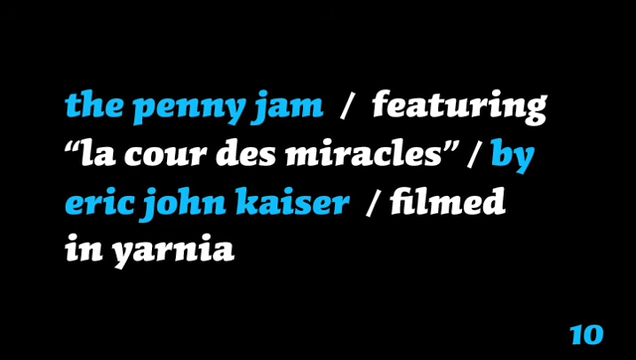 the penny jam / featuring
“la cour des miracles” / by
eric john kaiser / filmed
in yarnia
10